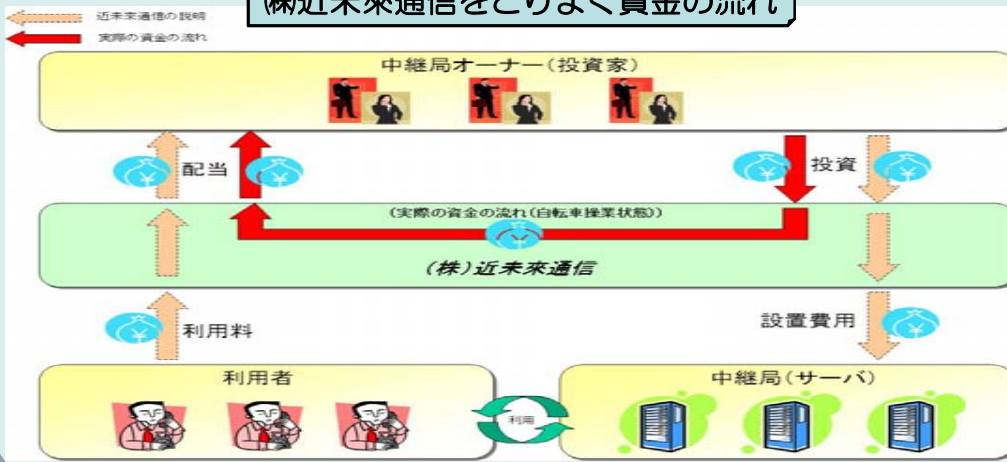 ㈱近未來通信をとりまく資金の流れ
近未來通信の説明
実際の資金の流れ
中継局オーナー(投資家)
配当
投資
(実際の資金の流れ(自転車操業状態))
(株)近未來通信
利用料
設置費用
利用者
中継局(サーバ)
利用
¥
¥
¥
¥
¥
¥
¥